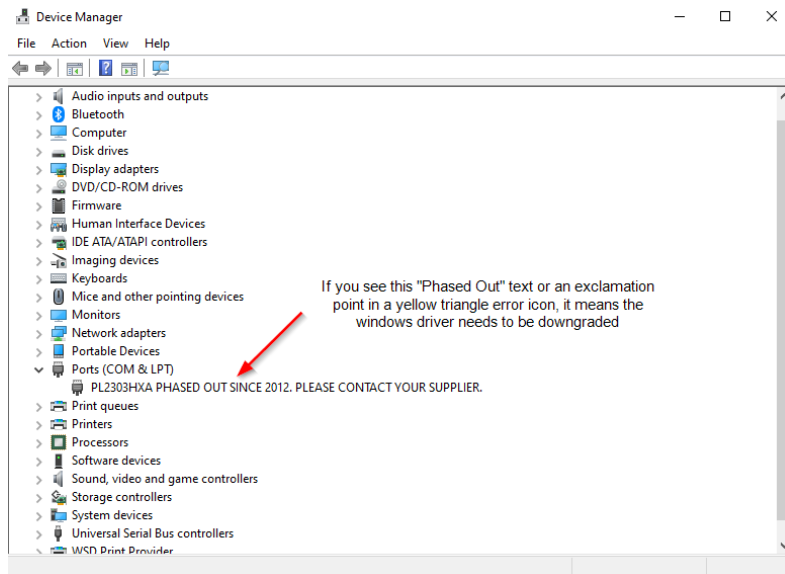 Device Manager
File Action View Help
Audio inputs and outputs
Bluetooth
Computer
Disk drives
Display adapters
DVD/CD-ROM drives
Firmware
Human Interface Devices
IDE ATA/ATAPI controllers
Imaging devices
Keyboards
Mice and other pointing devices
Monitors
Network adapters
Portable Devices
Ports (COM & LPT)
PL2303HXA PHASED OUT SINCE 2012. PLEASE CONTACT YOUR SUPPLIER.
Print queues
Printers
Processors
Software devices
Sound, video and game controllers
Storage controllers
System devices
Universal Serial Bus controllers
WSD Print Provider
If you see this "Phased Out" text or an exclamation
point in a yellow triangle error icon, it means the
windows driver needs to be downgraded